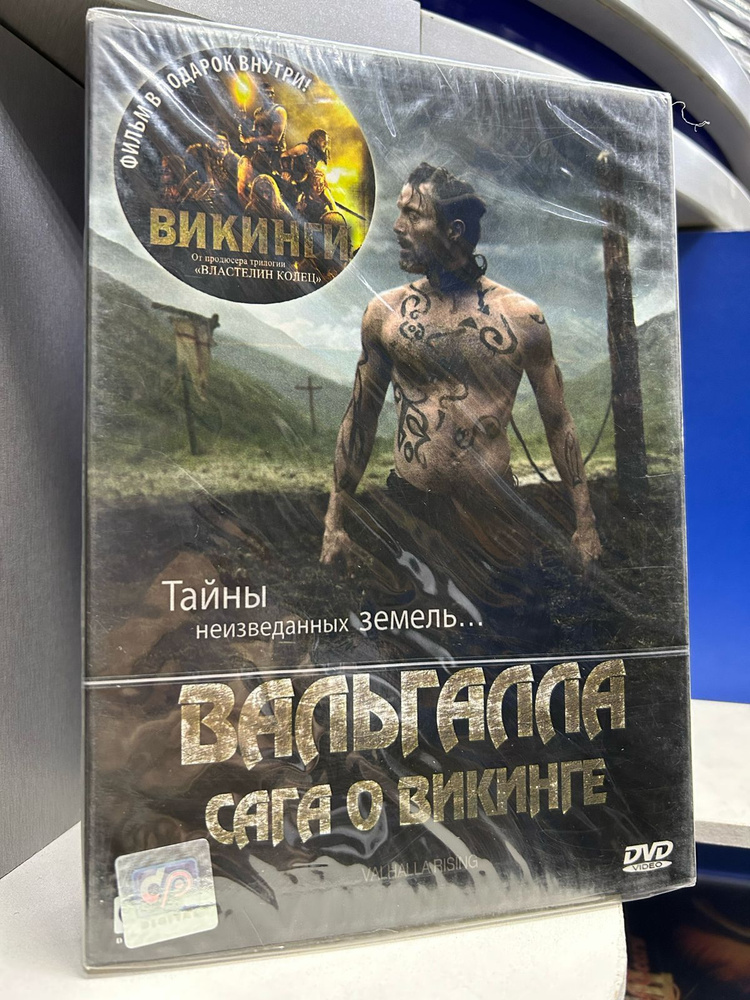 ФИЛЬМ В ПОДАРОК ВНУТРИ!
ВИКИНГИ
От продюсера трилогии
«ВЛАСТЕЛИН КОЛЕЦ»
Тайны
неизведанных земель...
ВАЛЬГАЛЛА
САГА О ВИКИНГЕ
VALHALLA RISING
DVD
VIDEO